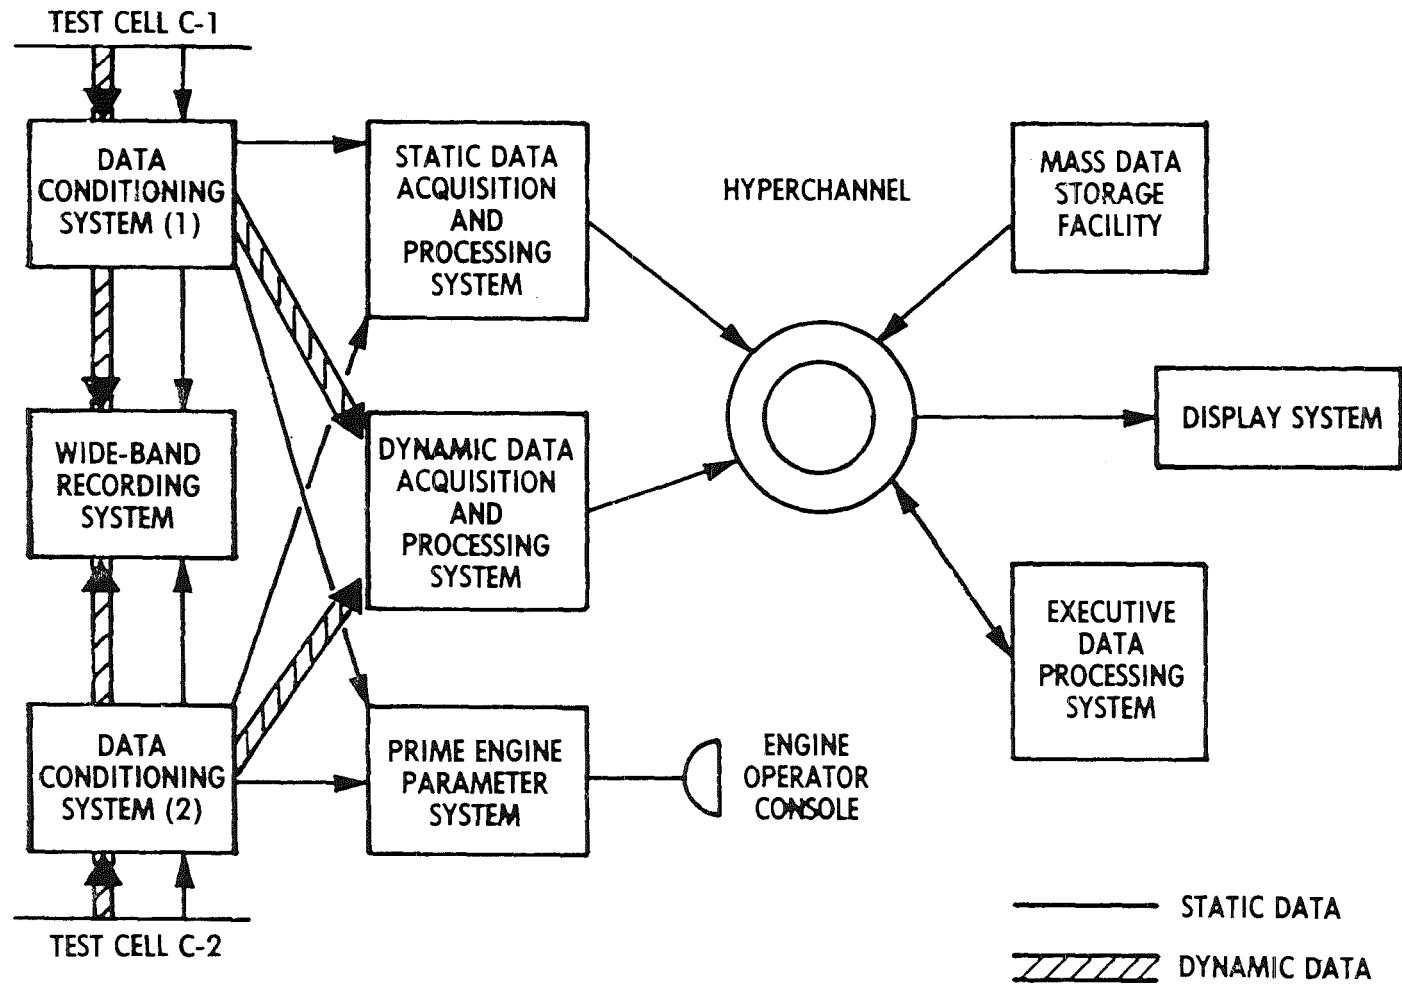 TEST CELL C-1
DATA
CONDITIONING
SYSTEM (1)
STATIC DATA
ACQUISITION
AND
PROCESSING
SYSTEM
HYPERCHANNEL
MASS DATA
STORAGE
FACILITY
WIDE-BAND
RECORDING
SYSTEM
DYNAMIC DATA
ACQUISITION
AND
PROCESSING
SYSTEM
DISPLAY SYSTEM
EXECUTIVE
DATA
PROCESSING
SYSTEM
DATA
CONDITIONING
SYSTEM (2)
PRIME ENGINE
PARAMETER
SYSTEM
ENGINE
OPERATOR
CONSOLE
TEST CELL C-2
STATIC DATA
DYNAMIC DATA